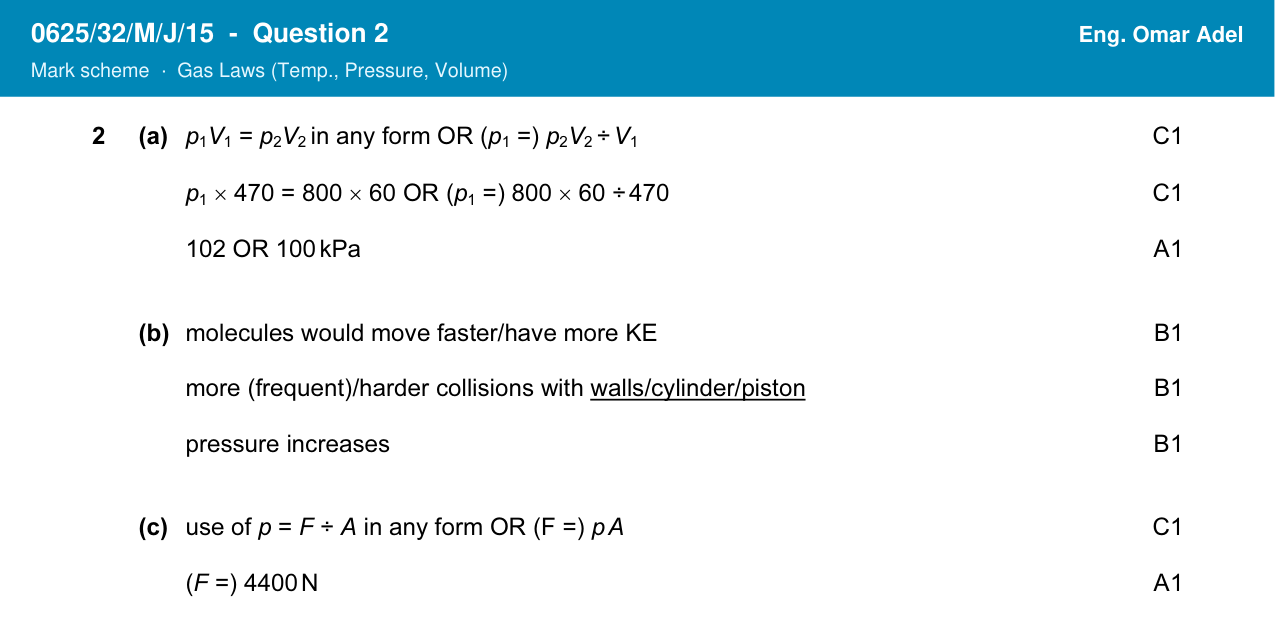 0625/32/M/J/15 - Question 2
Eng. Omar Adel
Mark scheme · Gas Laws (Temp., Pressure, Volume)
2 (a) p₁V₁ = p₂V₂ in any form OR (p₁ =) p₂V₂ ÷ V₁ C1
p₁ × 470 = 800 × 60 OR (p₁ =) 800 × 60 ÷ 470 C1
102 OR 100 kPa A1
(b) molecules would move faster/have more KE B1
more (frequent)/harder collisions with walls/cylinder/piston B1
pressure increases B1
(c) use of p = F ÷ A in any form OR (F =) pA C1
(F =) 4400 N A1